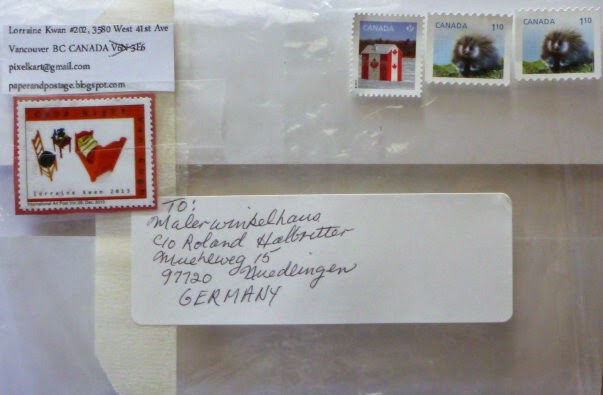 Lorraine Kwan #202, 3580 West 41st Ave
Vancouver BC CANADA V5N 3E6
pixelkart@gmail.com
paperandpostage.blogspot.com
Lorraine Kwan 2013
CANADA P
CANADA 1.10
CANADA 1.10
TO:
Malerwinkelhaus
c/o Roland Halbritter
Muehlweg 15
97720 Nuedlingen
GERMANY